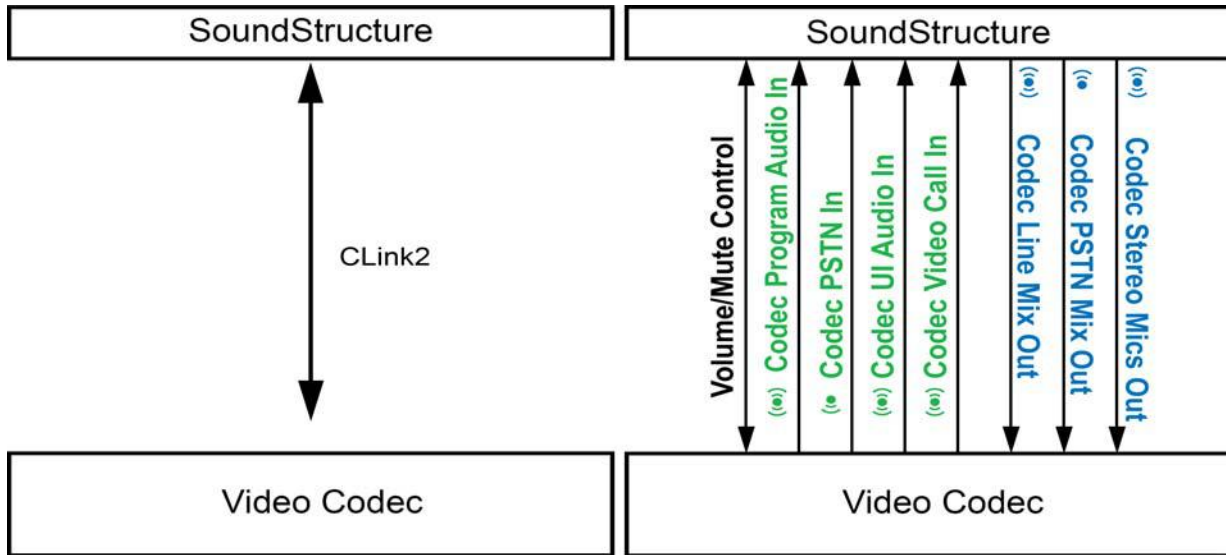 SoundStructure
CLink2
Video Codec
SoundStructure
Volume/Mute Control
Codec Program Audio In
Codec PSTN In
Codec UI Audio In
Codec Video Call In
Codec Line Mix Out
Codec PSTN Mix Out
Codec Stereo Mics Out
Video Codec